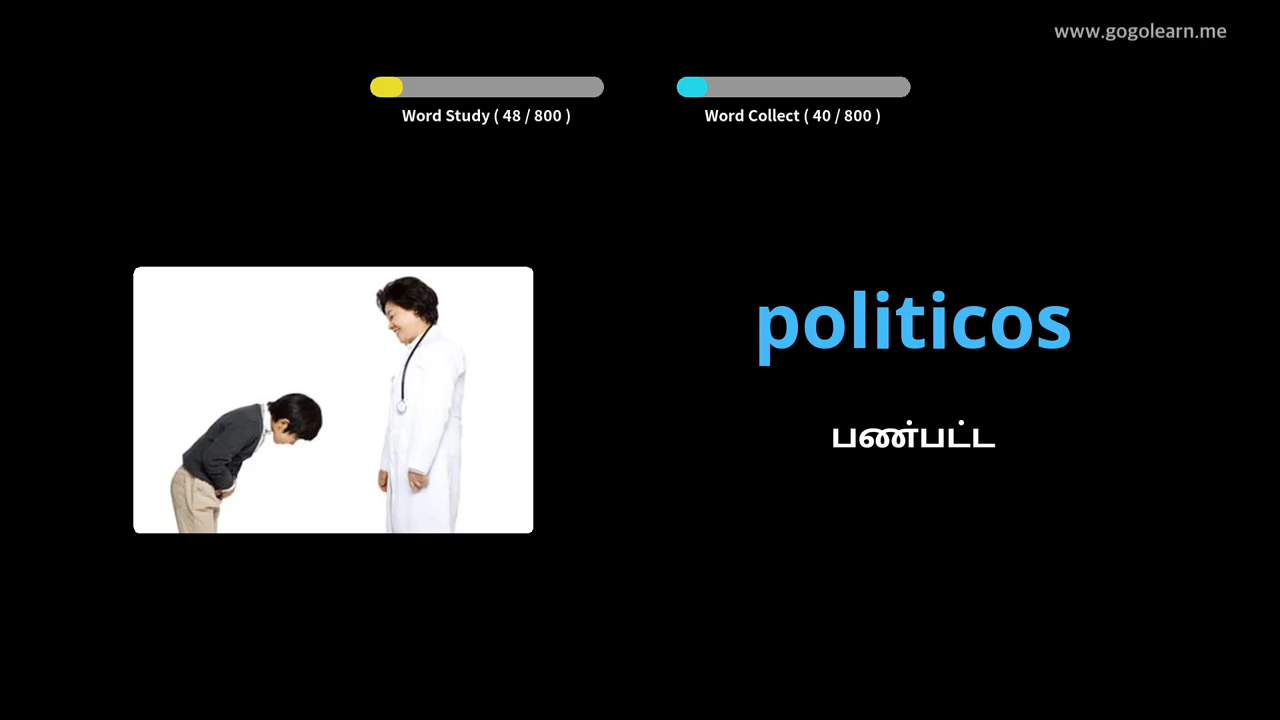 www.gogolearn.me
Word Study ( 48 / 800 )
Word Collect ( 40 / 800 )
politicos
பண்பட்ட